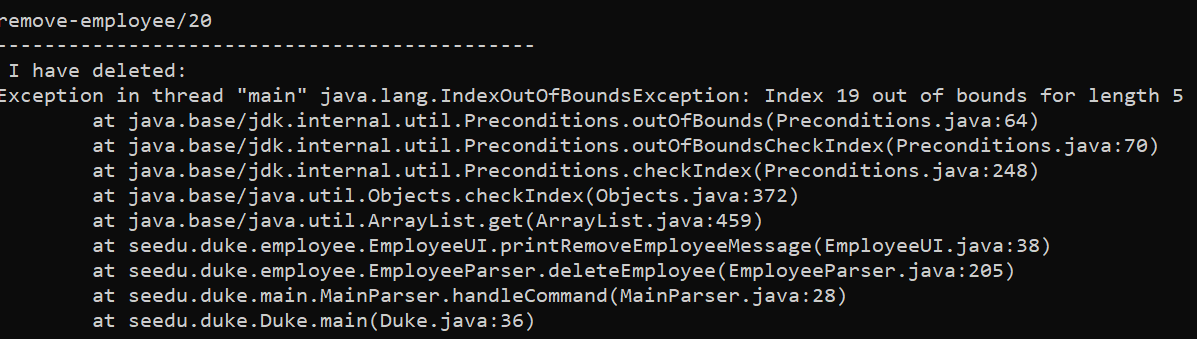 remove-employee/20
---------------------------------------------
I have deleted:
Exception in thread "main" java.lang.IndexOutOfBoundsException: Index 19 out of bounds for length 5
at java.base/jdk.internal.util.Preconditions.outOfBounds(Preconditions.java:64)
at java.base/jdk.internal.util.Preconditions.outOfBoundsCheckIndex(Preconditions.java:70)
at java.base/jdk.internal.util.Preconditions.checkIndex(Preconditions.java:248)
at java.base/java.util.Objects.checkIndex(Objects.java:372)
at java.base/java.util.ArrayList.get(ArrayList.java:459)
at seedu.duke.employee.EmployeeUI.printRemoveEmployeeMessage(EmployeeUI.java:38)
at seedu.duke.employee.EmployeeParser.deleteEmployee(EmployeeParser.java:205)
at seedu.duke.main.MainParser.handleCommand(MainParser.java:28)
at seedu.duke.Duke.main(Duke.java:36)